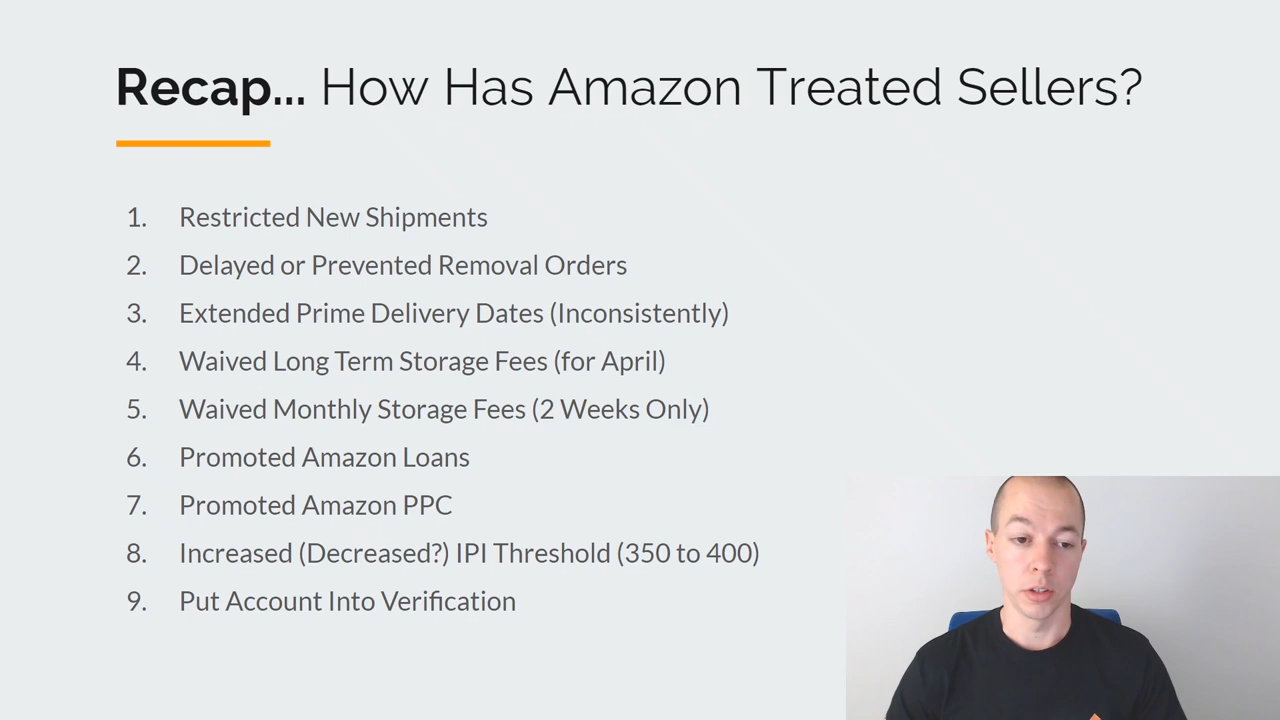 Recap... How Has Amazon Treated Sellers?
1. Restricted New Shipments
2. Delayed or Prevented Removal Orders
3. Extended Prime Delivery Dates (Inconsistently)
4. Waived Long Term Storage Fees (for April)
5. Waived Monthly Storage Fees (2 Weeks Only)
6. Promoted Amazon Loans
7. Promoted Amazon PPC
8. Increased (Decreased?) IPI Threshold (350 to 400)
9. Put Account Into Verification